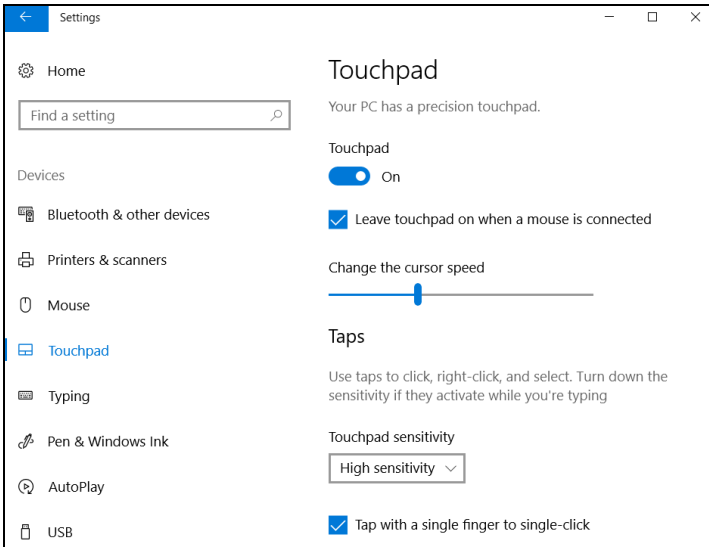 Settings
Home
Find a setting
Devices
Bluetooth & other devices
Printers & scanners
Mouse
Touchpad
Typing
Pen & Windows Ink
AutoPlay
USB
Touchpad
Your PC has a precision touchpad.
Touchpad
On
Leave touchpad on when a mouse is connected
Change the cursor speed
Taps
Use taps to click, right-click, and select. Turn down the
sensitivity if they activate while you're typing
Touchpad sensitivity
High sensitivity
Tap with a single finger to single-click